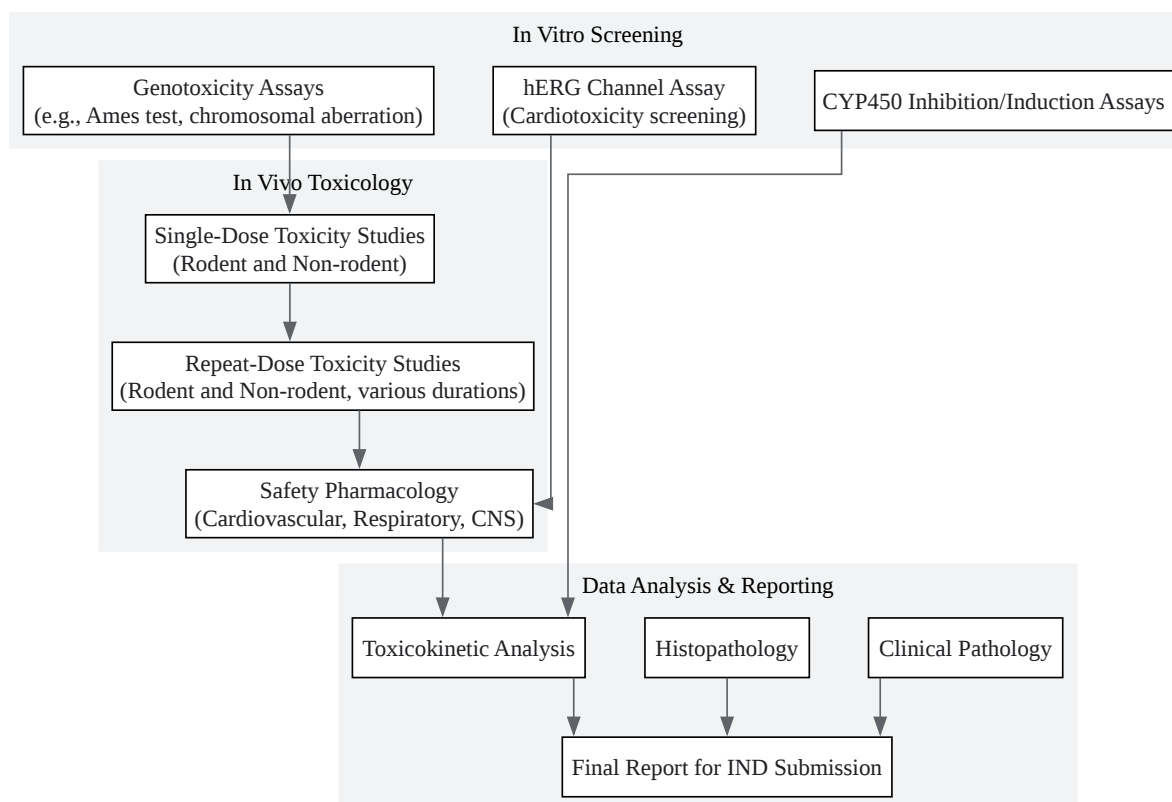 In Vitro Screening
Genotoxicity Assays
(e.g., Ames test, chromosomal aberration)
hERG Channel Assay
(Cardiotoxicity screening)
CYP450 Inhibition/Induction Assays
In Vivo Toxicology
Single-Dose Toxicity Studies
(Rodent and Non-rodent)
Repeat-Dose Toxicity Studies
(Rodent and Non-rodent, various durations)
Safety Pharmacology
(Cardiovascular, Respiratory, CNS)
Data Analysis & Reporting
Toxicokinetic Analysis
Histopathology
Clinical Pathology
Final Report for IND Submission